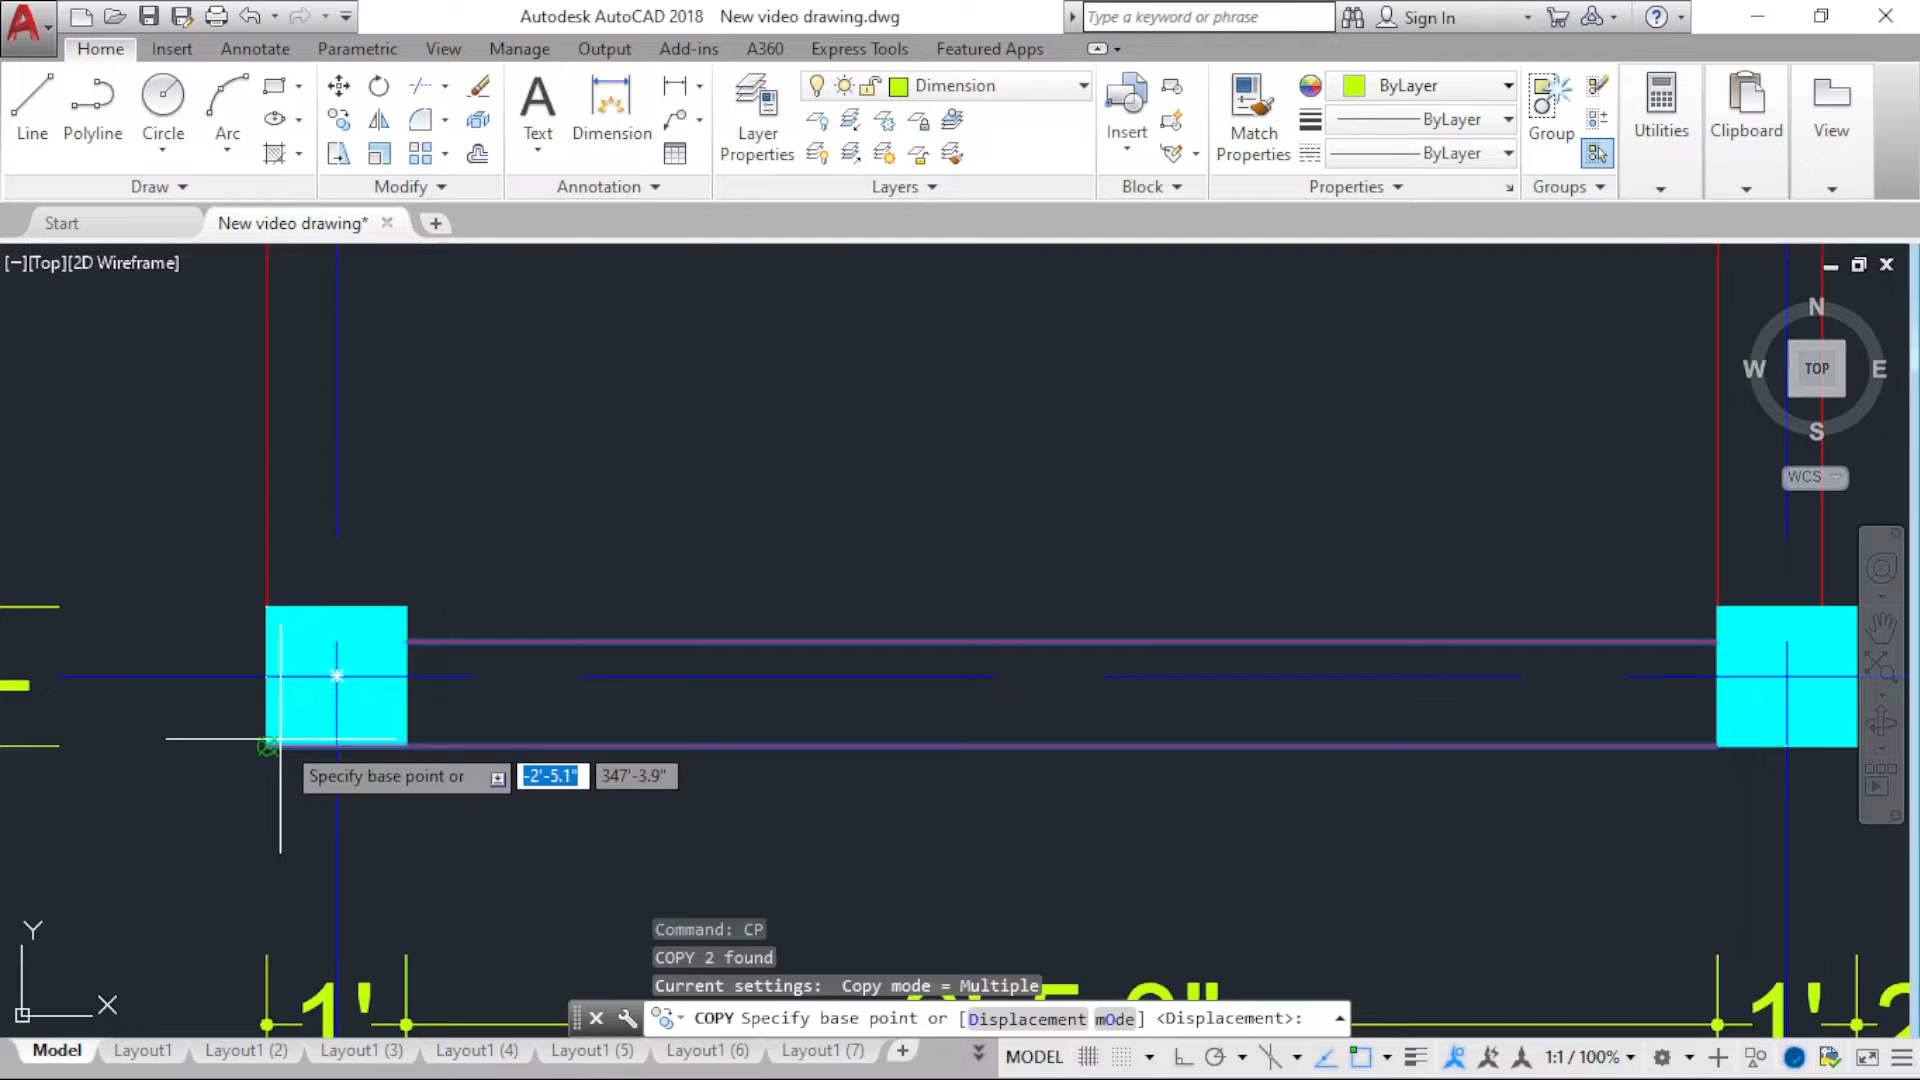 Autodesk AutoCAD 2018 New video drawing.dwg
Type a keyword or phrase
Sign In
Home Insert Annotate Parametric View Manage Output Add-ins A360 Express Tools Featured Apps
Line Polyline Circle Arc
Text Dimension
Layer Properties
Dimension
Insert
Match Properties
ByLayer
ByLayer
ByLayer
Group
Utilities Clipboard View
Draw Modify Annotation Layers Block Properties Groups
Start New video drawing*
[−][Top][2D Wireframe]
N
W TOP E
S
WCS
Specify base point or -2'-5.1" 347'-3.9"
Y
X
Command: CP
COPY 2 found
Current settings: Copy mode = Multiple
1'
1'
COPY Specify base point or [Displacement mOde] <Displacement>:
Model Layout1 Layout1 (2) Layout1 (3) Layout1 (4) Layout1 (5) Layout1 (6) Layout1 (7)
MODEL 1:1 / 100%